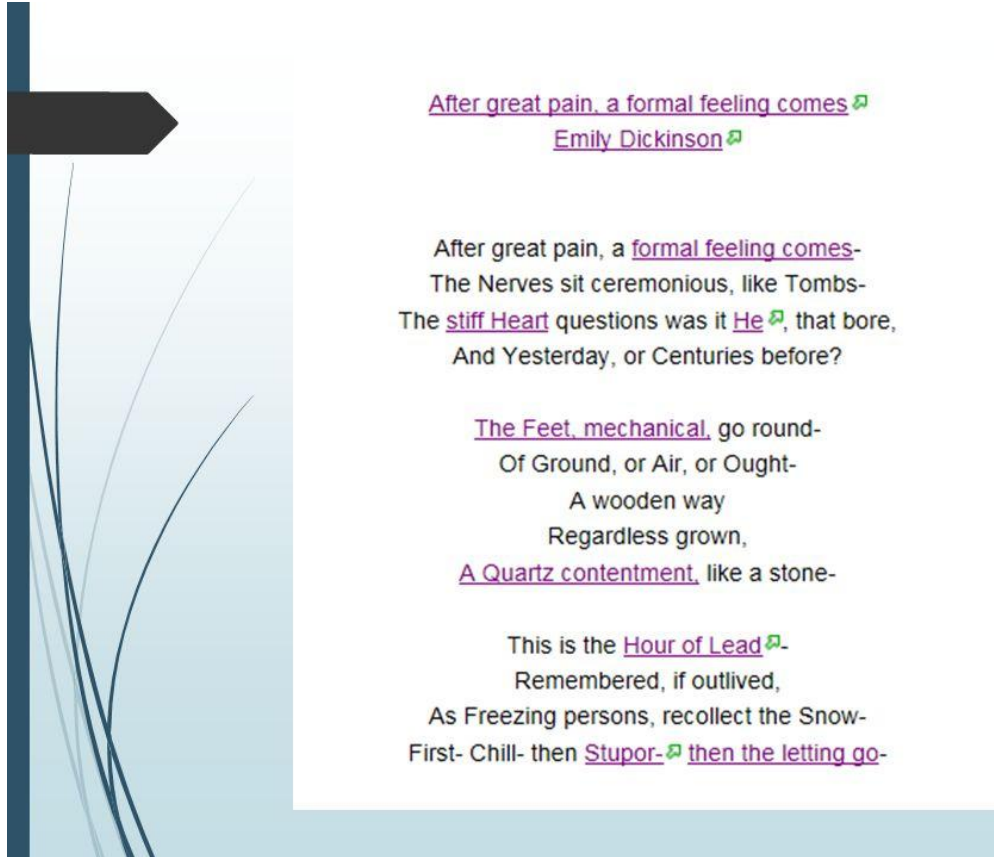 After great pain, a formal feeling comes
Emily Dickinson
After great pain, a formal feeling comes-
The Nerves sit ceremonious, like Tombs-
The stiff Heart questions was it He, that bore,
And Yesterday, or Centuries before?
The Feet, mechanical, go round-
Of Ground, or Air, or Ought-
A wooden way
Regardless grown,
A Quartz contentment, like a stone-
This is the Hour of Lead-
Remembered, if outlived,
As Freezing persons, recollect the Snow-
First- Chill- then Stupor- then the letting go-